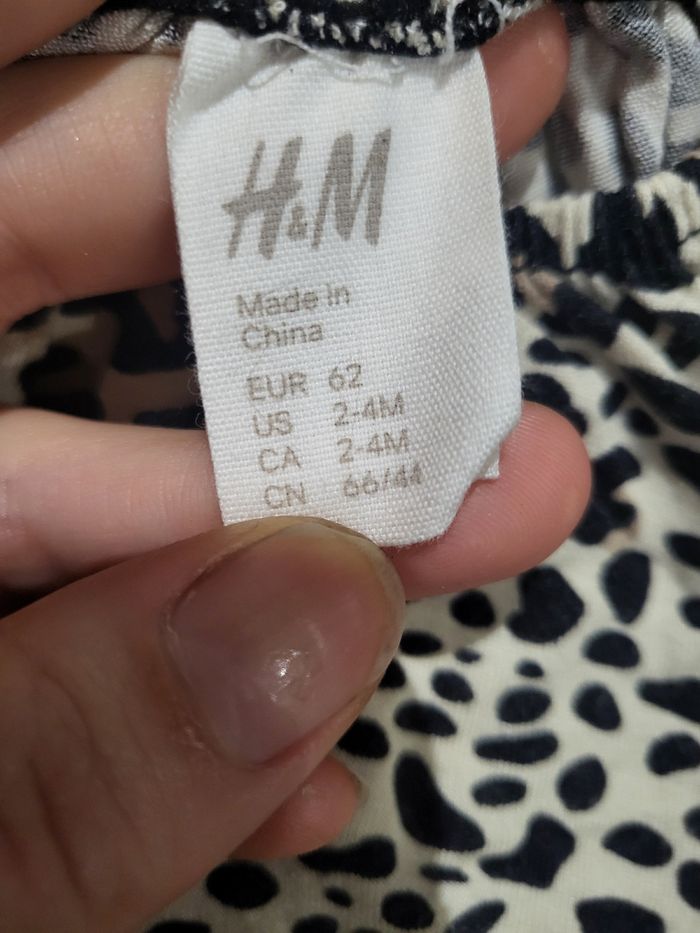 H&M
Made in
China
EUR 62
US 2-4M
CA 2-4M
CN 66/44